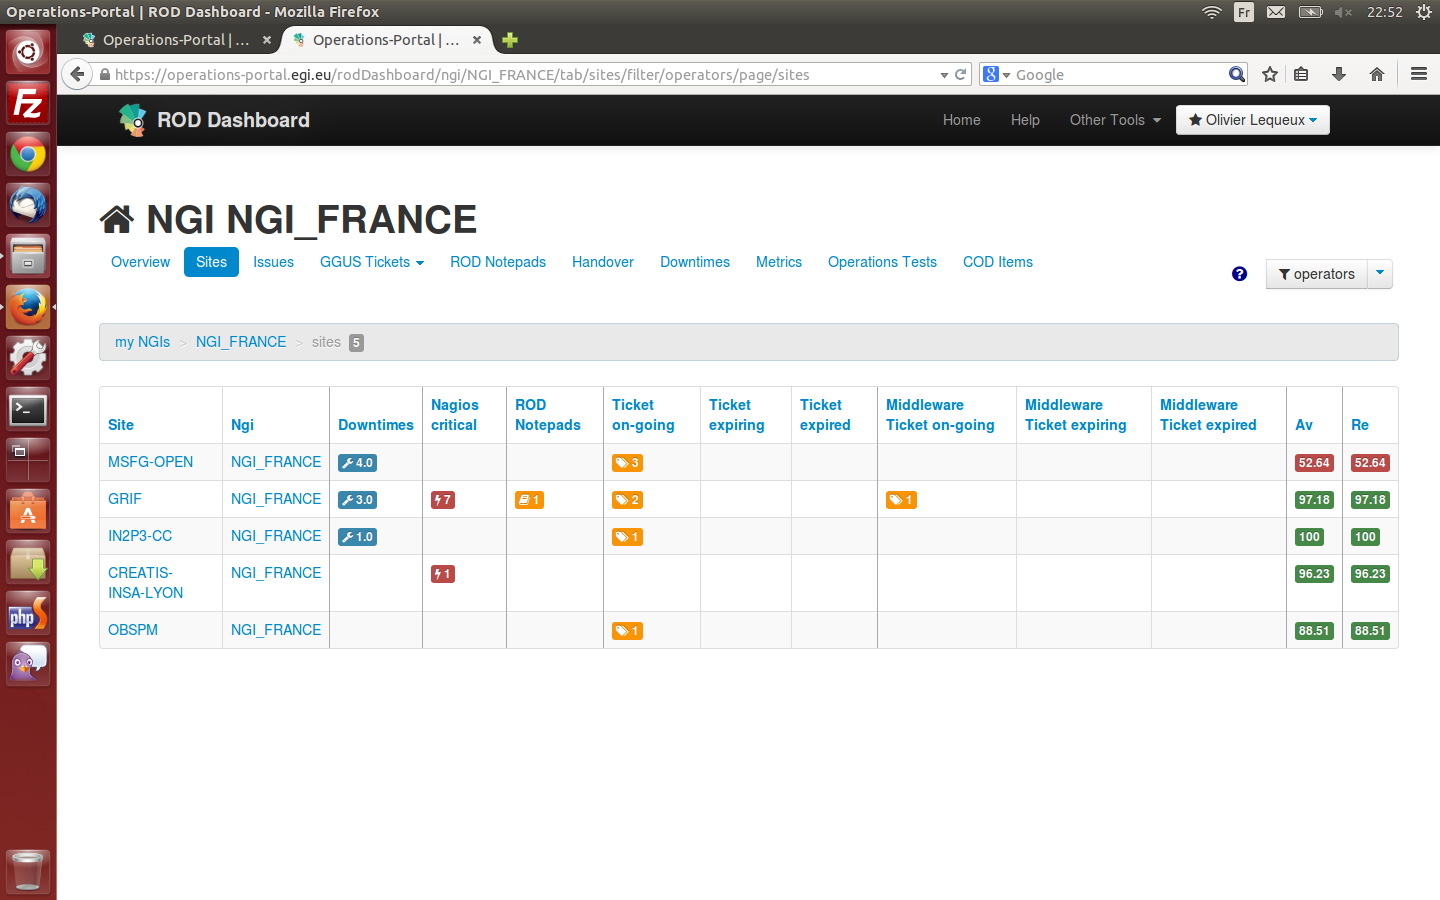 Operations-Portal | ROD Dashboard - Mozilla Firefox
Fr
22:52
Operations-Portal | ...
Operations-Portal | ...
https://operations-portal.egi.eu/rodDashboard/ngi/NGI_FRANCE/tab/sites/filter/operators/page/sites
Google
ROD Dashboard
Home
Help
Other Tools
Olivier Lequeux
NGI NGI_FRANCE
Overview
Sites
Issues
GGUS Tickets
ROD Notepads
Handover
Downtimes
Metrics
Operations Tests
COD Items
operators
my NGIs > NGI_FRANCE > sites 5
Site
Ngi
Downtimes
Nagios
critical
ROD
Notepads
Ticket
on-going
Ticket
expiring
Ticket
expired
Middleware
Ticket on-going
Middleware
Ticket expiring
Middleware
Ticket expired
Av
Re
MSFG-OPEN NGI_FRANCE 4.0 3 52.64 52.64
GRIF NGI_FRANCE 3.0 7 1 2 1 97.18 97.18
IN2P3-CC NGI_FRANCE 1.0 1 100 100
CREATIS-
INSA-LYON
NGI_FRANCE 1 96.23 96.23
OBSPM NGI_FRANCE 1 88.51 88.51